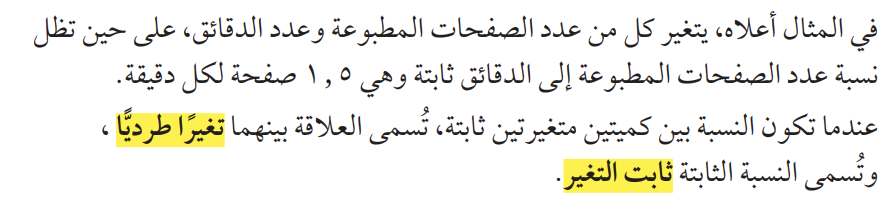 في المثال أعلاه، يتغير كل من عدد الصفحات المطبوعة وعدد الدقائق، على حين تظل
نسبة عدد الصفحات المطبوعة إلى الدقائق ثابتة وهي ١,٥ صفحة لكل دقيقة.
عندما تكون النسبة بين كميتين متغيرتين ثابتة، تُسمى العلاقة بينهما تغيرًا طرديًّا ،
وتُسمى النسبة الثابتة ثابت التغير.